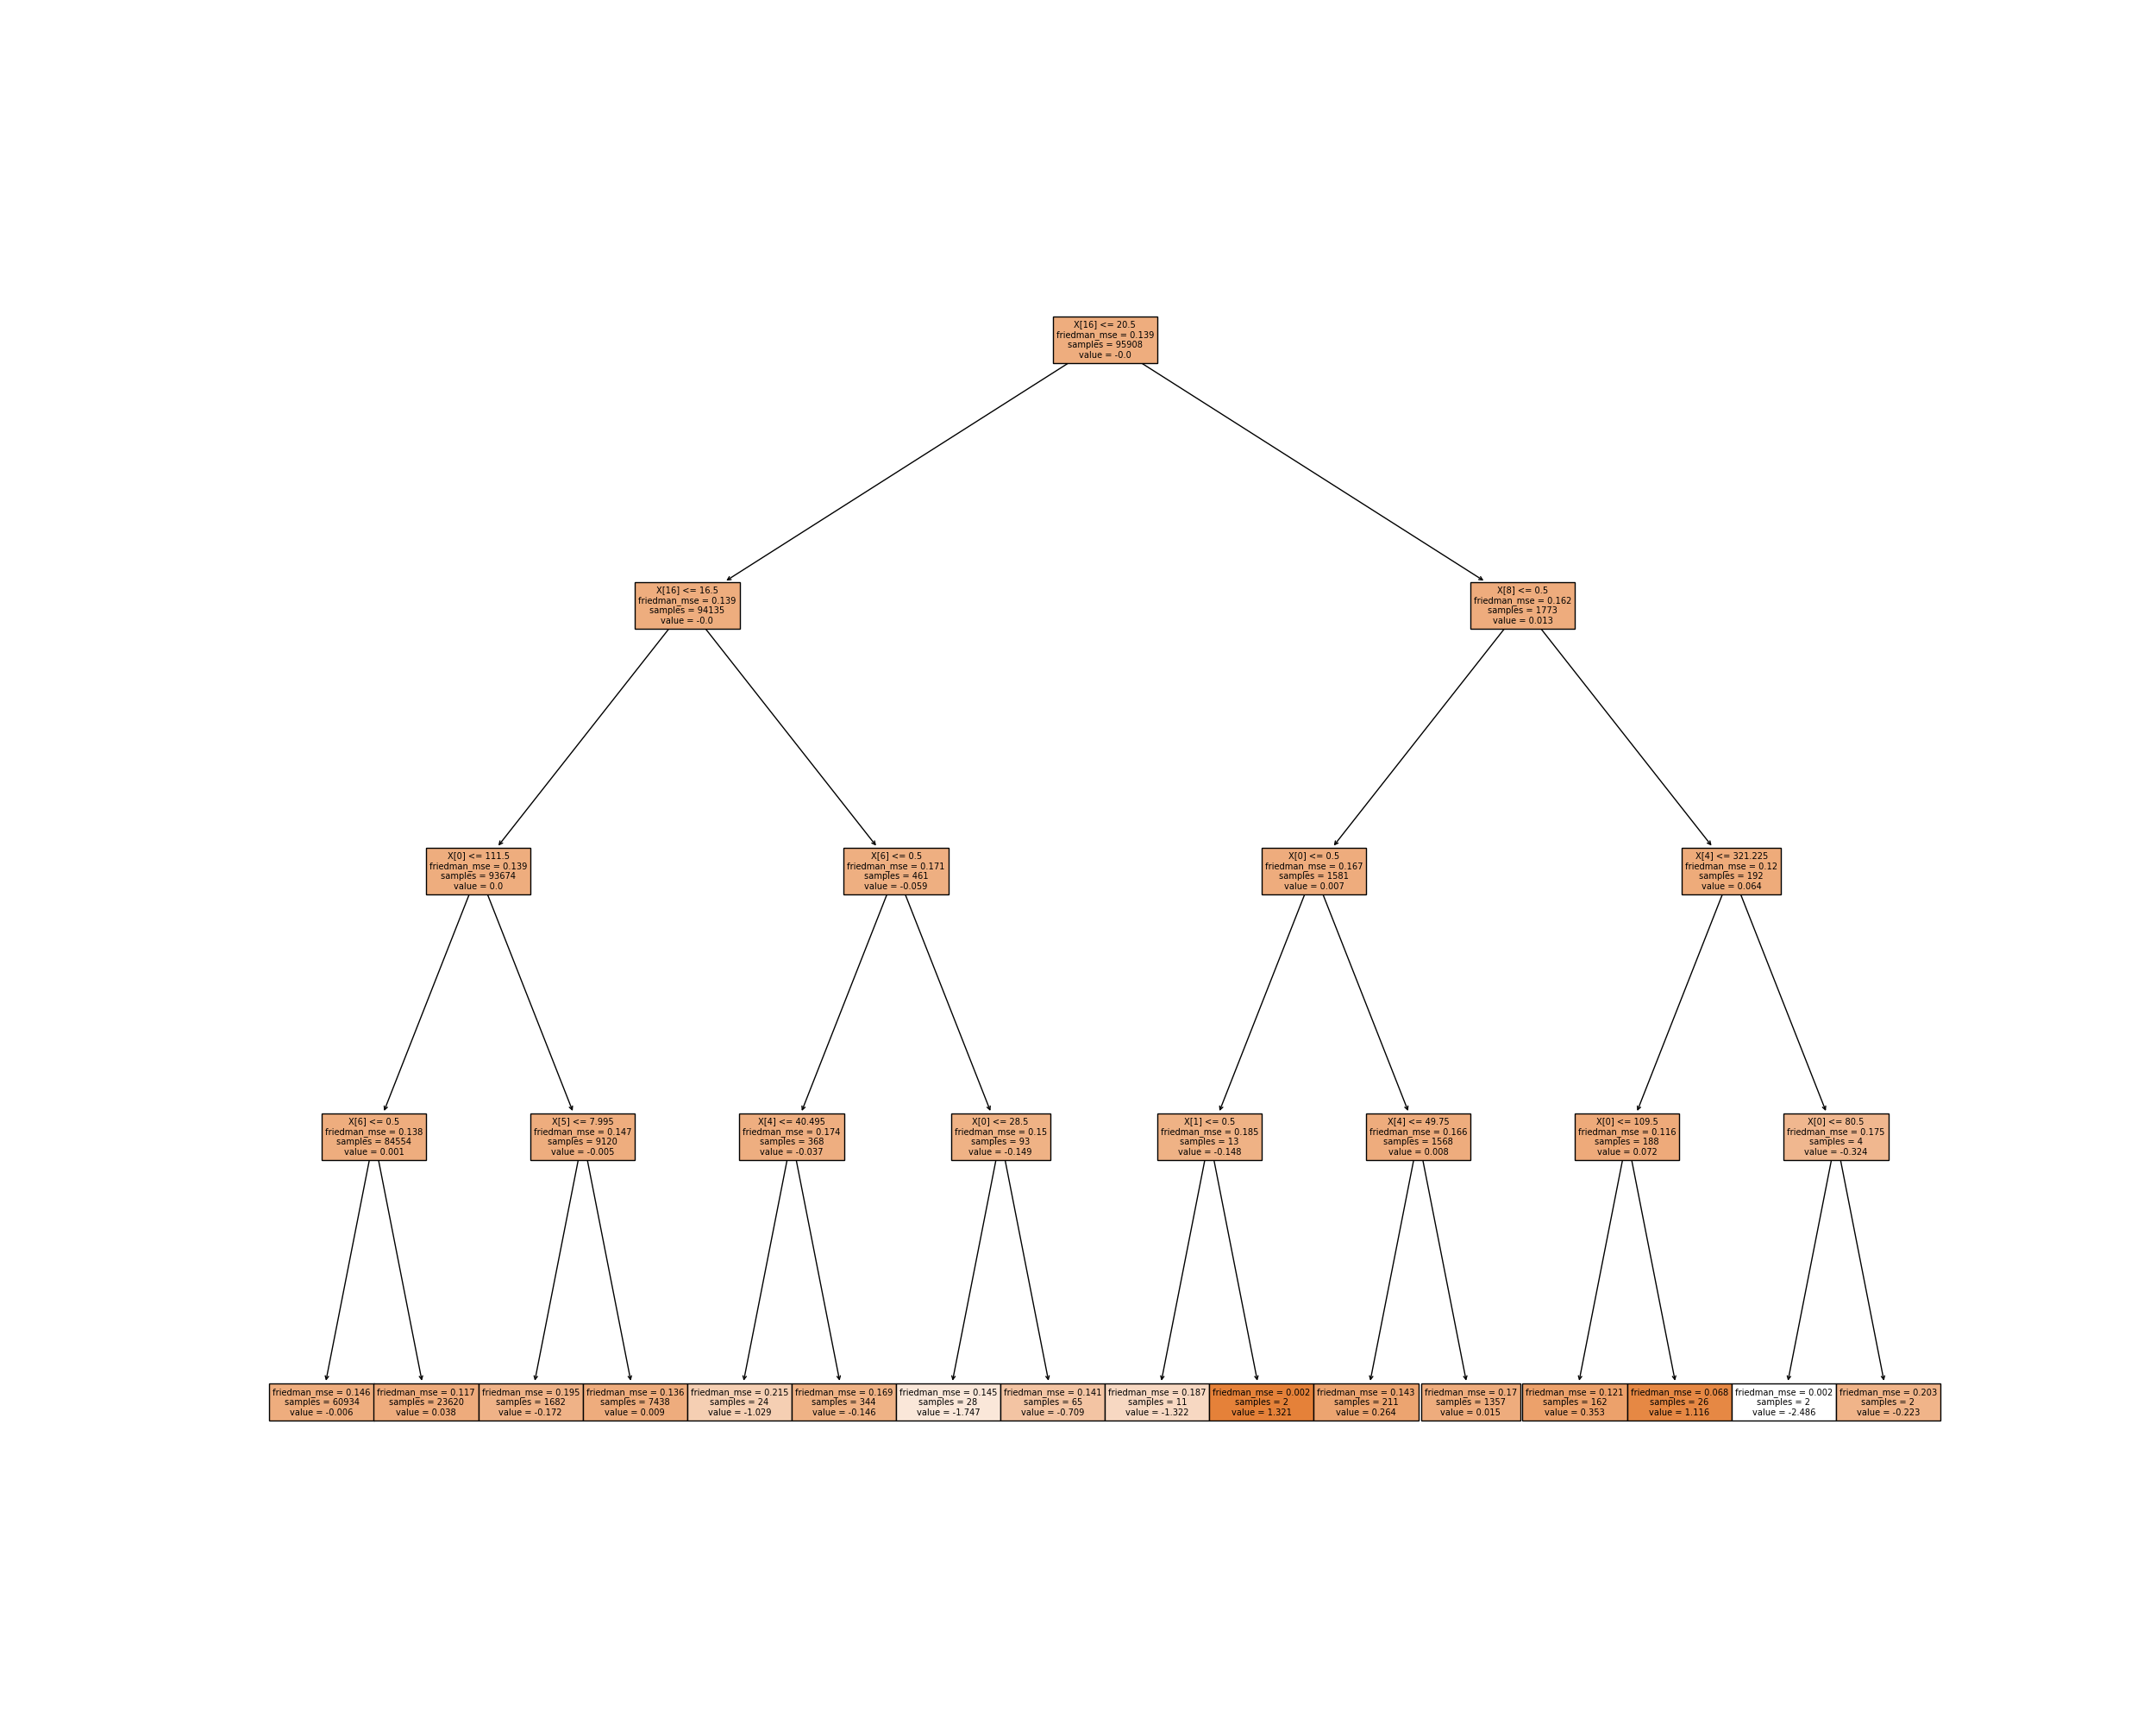 X[16] <= 20.5
friedman_mse = 0.139
samples = 95908
value = -0.0
X[16] <= 16.5
friedman_mse = 0.139
samples = 94135
value = -0.0
X[8] <= 0.5
friedman_mse = 0.162
samples = 1773
value = 0.013
X[0] <= 111.5
friedman_mse = 0.139
samples = 93674
value = 0.0
X[6] <= 0.5
friedman_mse = 0.171
samples = 461
value = -0.059
X[0] <= 0.5
friedman_mse = 0.167
samples = 1581
value = 0.007
X[4] <= 321.225
friedman_mse = 0.12
samples = 192
value = 0.064
X[6] <= 0.5
friedman_mse = 0.138
samples = 84554
value = 0.001
X[5] <= 7.995
friedman_mse = 0.147
samples = 9120
value = -0.005
X[4] <= 40.495
friedman_mse = 0.174
samples = 368
value = -0.037
X[0] <= 28.5
friedman_mse = 0.15
samples = 93
value = -0.149
X[1] <= 0.5
friedman_mse = 0.185
samples = 13
value = -0.148
X[4] <= 49.75
friedman_mse = 0.166
samples = 1568
value = 0.008
X[0] <= 109.5
friedman_mse = 0.116
samples = 188
value = 0.072
X[0] <= 80.5
friedman_mse = 0.175
samples = 4
value = -0.324
friedman_mse = 0.146
samples = 60934
value = -0.006
friedman_mse = 0.117
samples = 23620
value = 0.038
friedman_mse = 0.195
samples = 1682
value = -0.172
friedman_mse = 0.136
samples = 7438
value = 0.009
friedman_mse = 0.215
samples = 24
value = -1.029
friedman_mse = 0.169
samples = 344
value = -0.146
friedman_mse = 0.145
samples = 28
value = -1.747
friedman_mse = 0.141
samples = 65
value = -0.709
friedman_mse = 0.187
samples = 11
value = -1.322
friedman_mse = 0.002
samples = 2
value = 1.321
friedman_mse = 0.143
samples = 211
value = 0.264
friedman_mse = 0.17
samples = 1357
value = 0.015
friedman_mse = 0.121
samples = 162
value = 0.353
friedman_mse = 0.068
samples = 26
value = 1.116
friedman_mse = 0.002
samples = 2
value = -2.486
friedman_mse = 0.203
samples = 2
value = -0.223